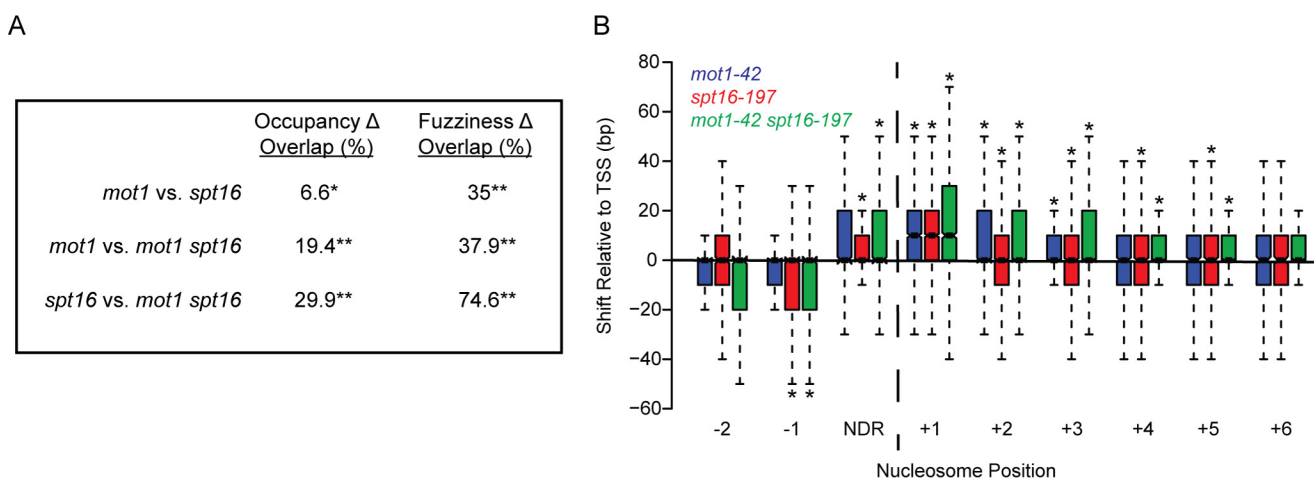 A
Occupancy Δ Fuzziness Δ
Overlap (%) Overlap (%)
mot1 vs. spt16 6.6* 35**
mot1 vs. mot1 spt16 19.4** 37.9**
spt16 vs. mot1 spt16 29.9** 74.6**
B
mot1-42
spt16-197
mot1-42 spt16-197
Shift Relative to TSS (bp)
80
60
40
20
0
−20
−40
−60
* * * * * * * * * * * * * * * *
* *
-2 -1 NDR +1 +2 +3 +4 +5 +6
Nucleosome Position